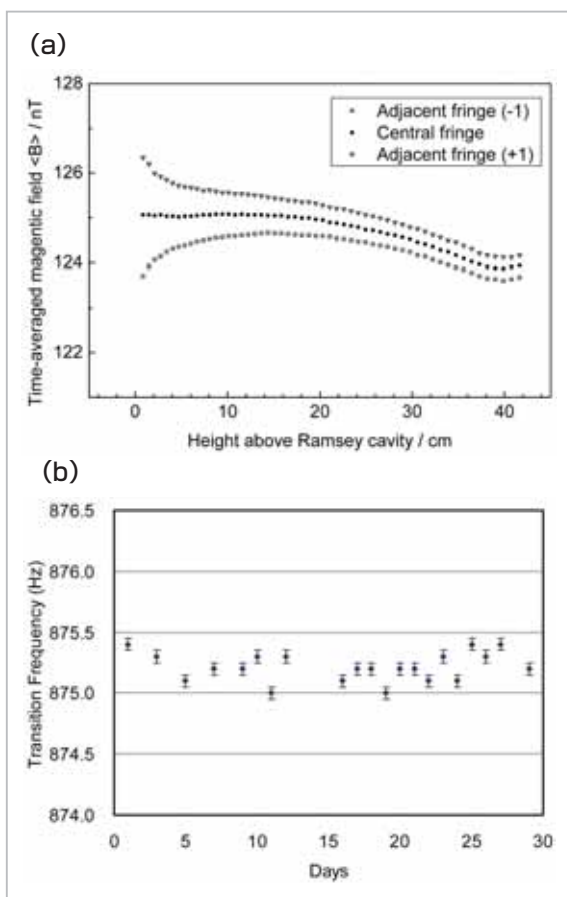 (a)
128
126
125
124
122
Time-averaged magentic field <B> / nT
Adjacent fringe (-1)
Central fringe
Adjacent fringe (+1)
0
10
20
30
40
Height above Ramsey cavity / cm
(b)
876.5
876.0
875.5
875.0
874.5
874.0
Transition Frequency (Hz)
0
5
10
15
20
25
30
Days